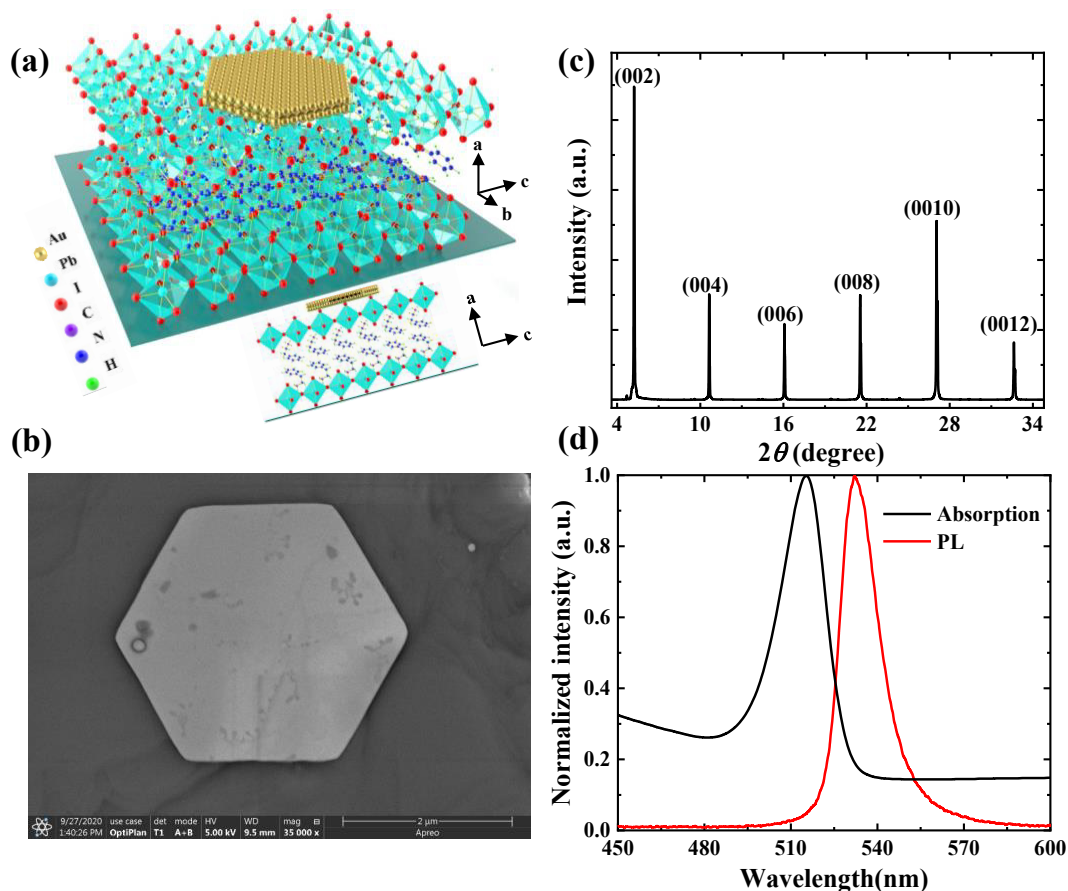 (a)
a
c
b
Au
Pb
I
C
N
H
a
c
(b)
9/27/2020 use case det mode HV WD mag ⊟ 2 μm
1:40:26 PM OptiPlan T1 A+B 5.00 kV 9.5 mm 35 000 x Apreo
(c)
Intensity (a.u.)
(002)
(004)
(006)
(008)
(0010)
(0012)
4 10 16 22 28 34
2θ (degree)
(d)
Normalized intensity (a.u.)
1.0
0.8
0.6
0.4
0.2
0.0
Absorption
PL
450 480 510 540 570 600
Wavelength(nm)